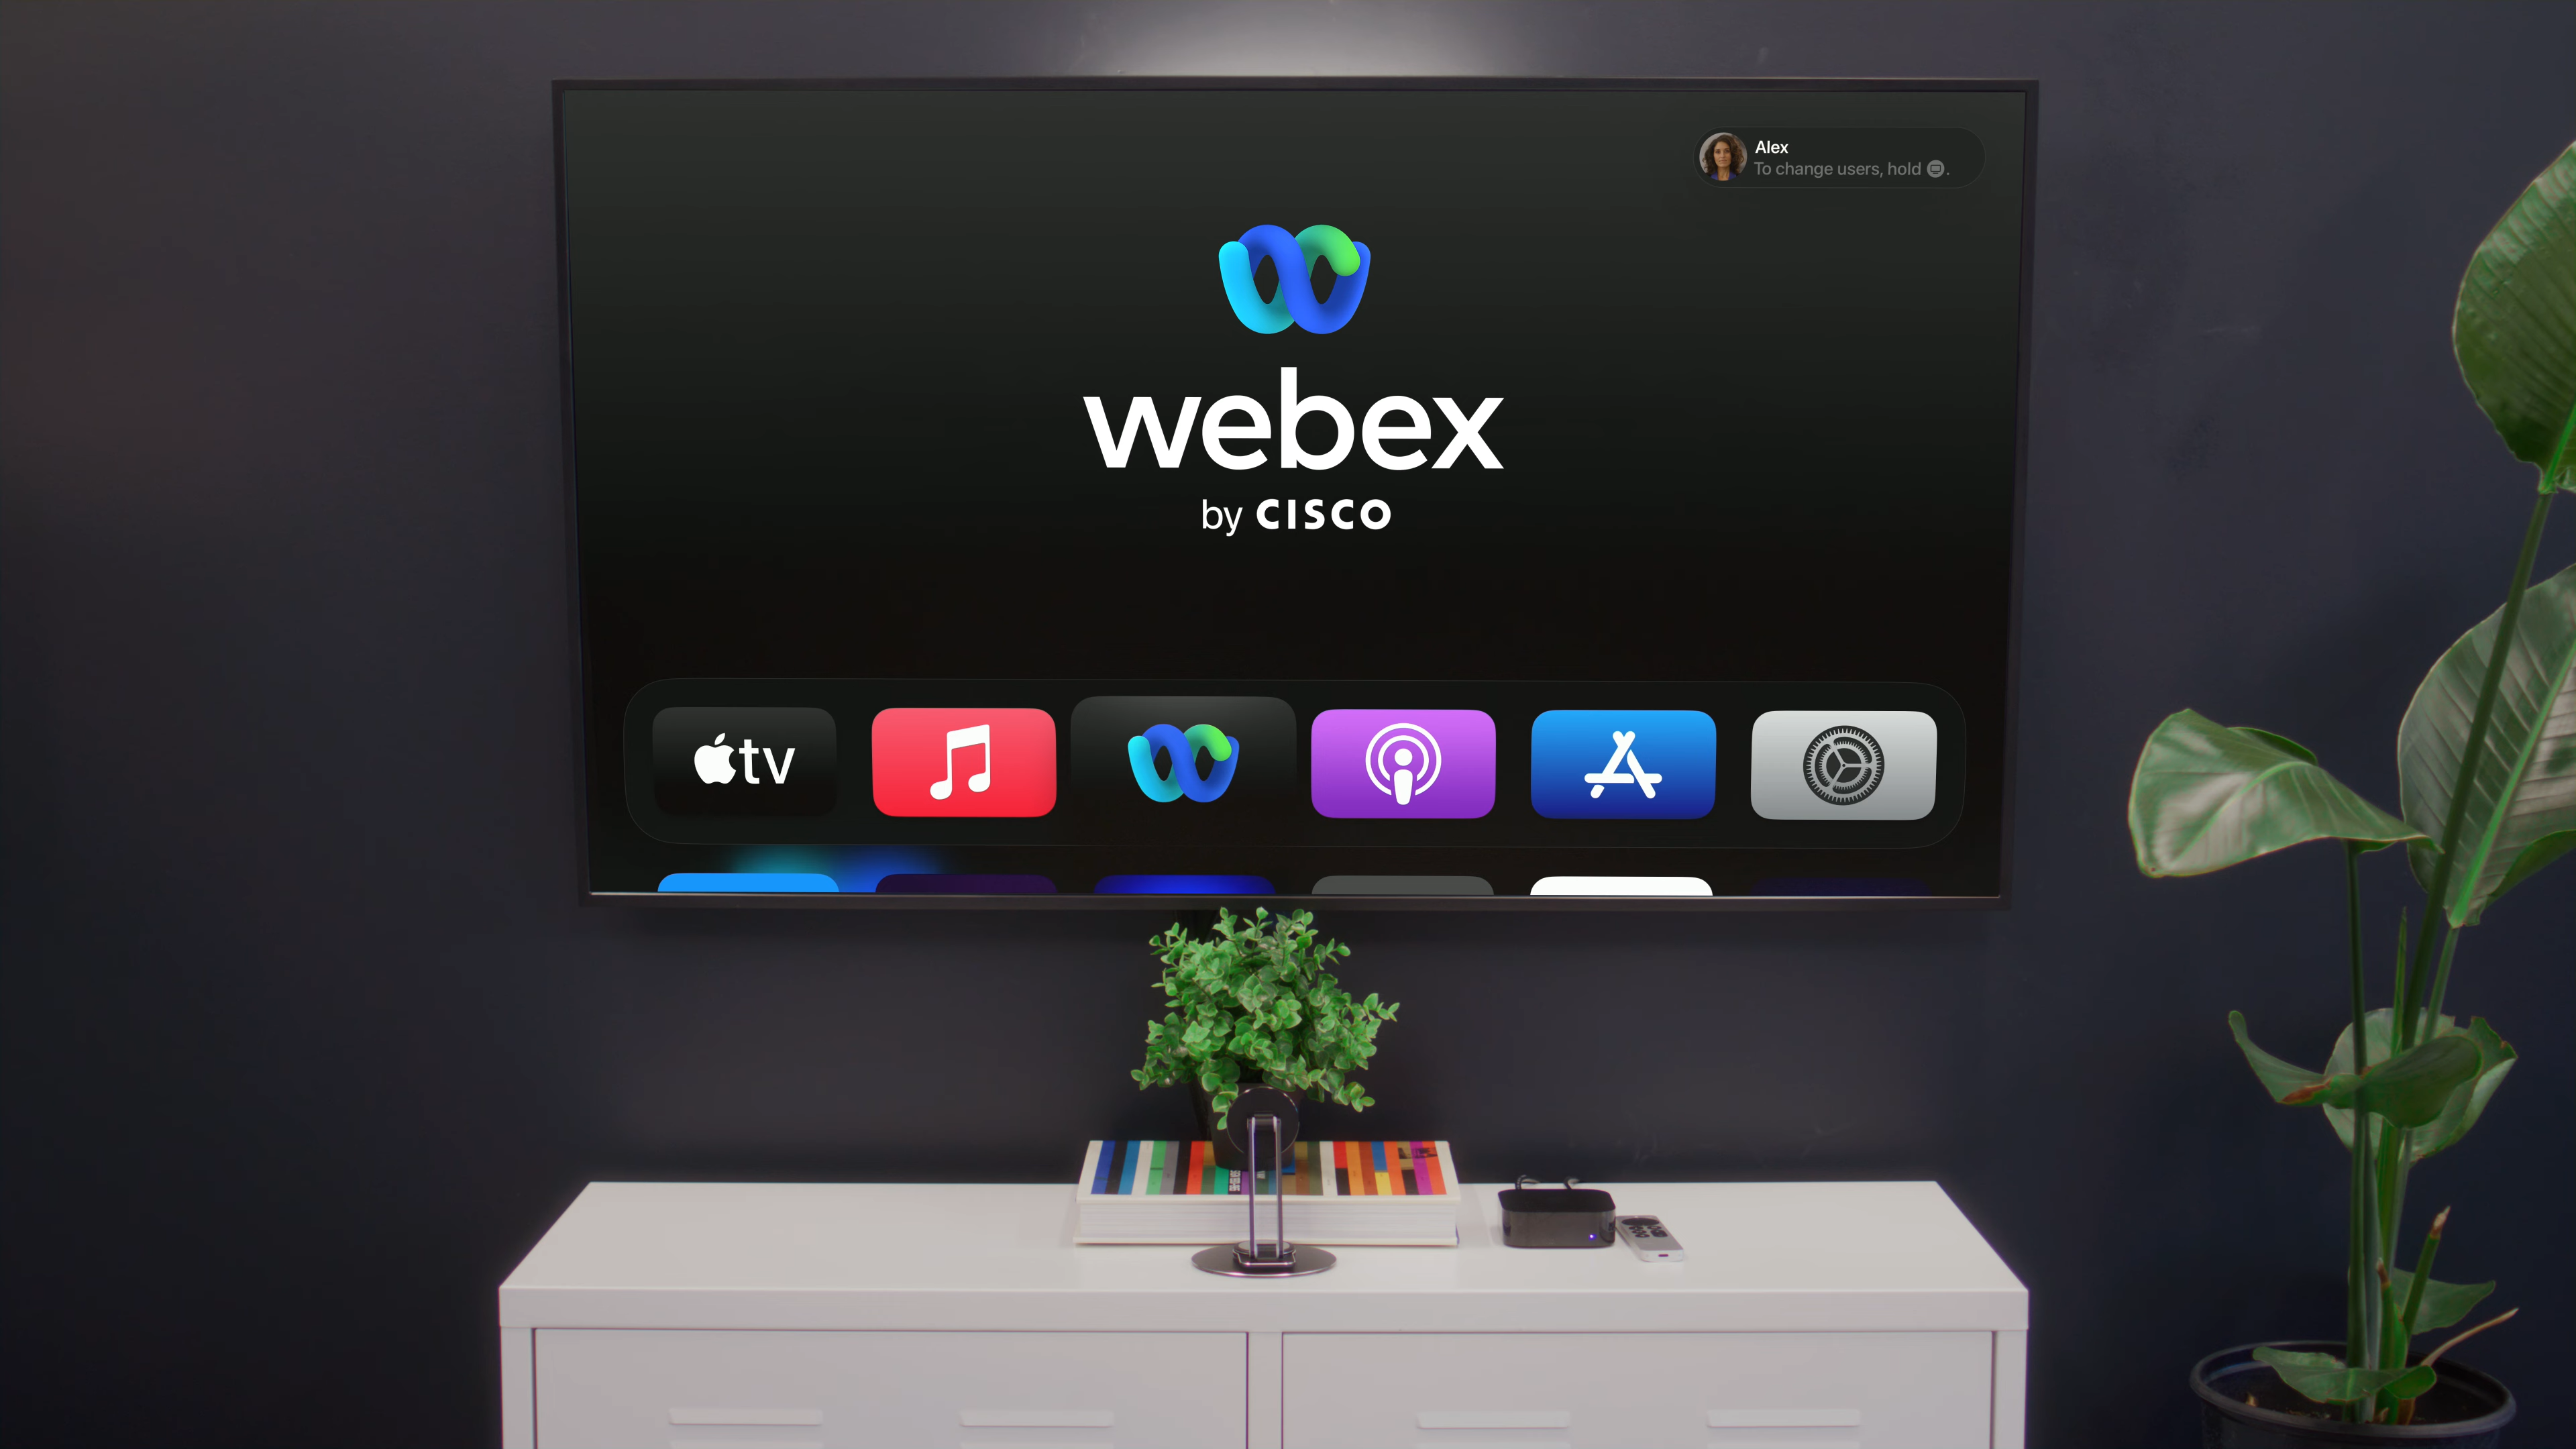 Alex
To change users, hold .
webex
by CISCO
tv